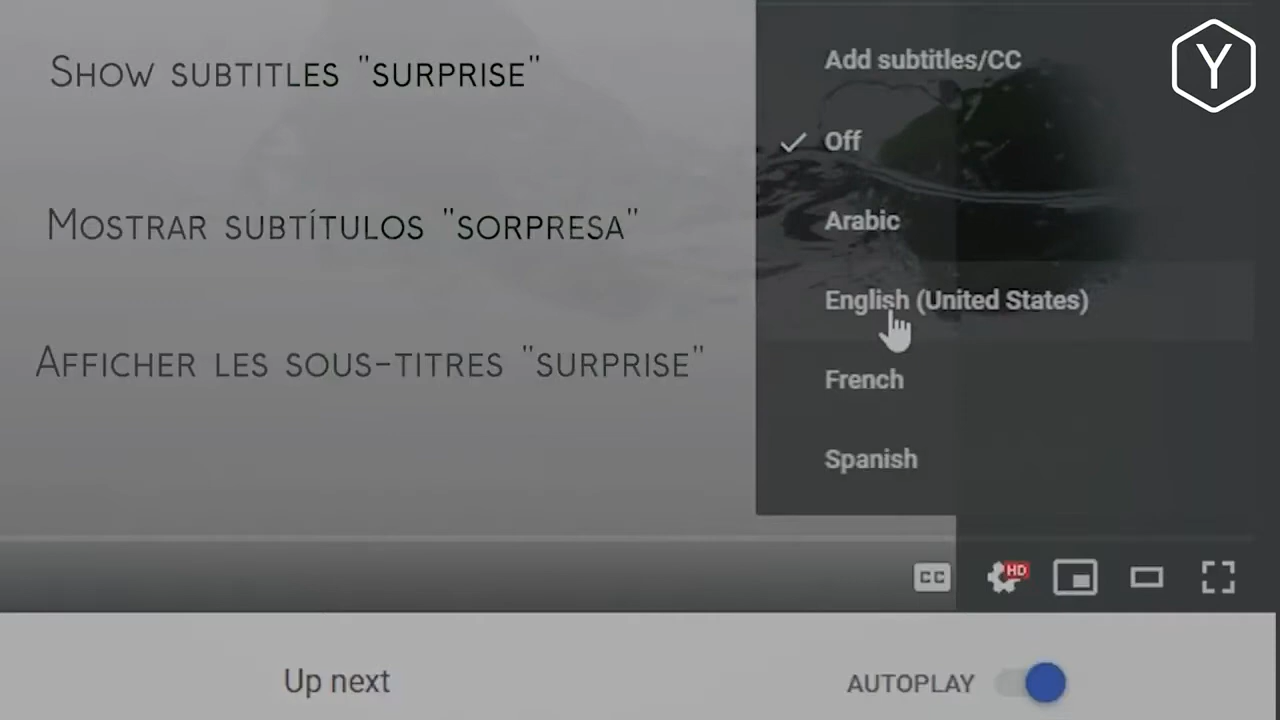 Show subtitles "surprise"
Mostrar subtítulos "sorpresa"
Afficher les sous-titres "surprise"
Add subtitles/CC
Off
Arabic
English (United States)
French
Spanish
Y
CC
HD
Up next
AUTOPLAY